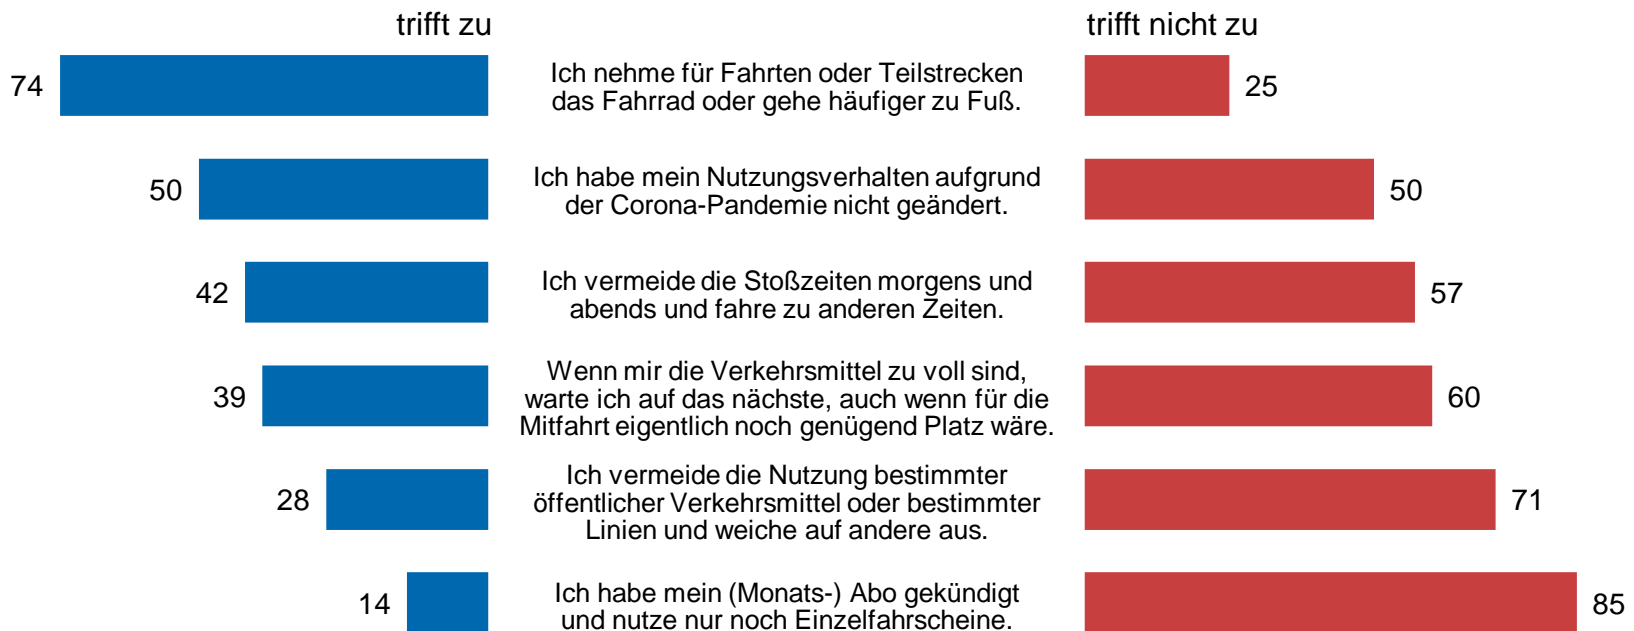 trifft zu
trifft nicht zu
74
Ich nehme für Fahrten oder Teilstrecken
das Fahrrad oder gehe häufiger zu Fuß.
25
50
Ich habe mein Nutzungsverhalten aufgrund
der Corona-Pandemie nicht geändert.
50
42
Ich vermeide die Stoßzeiten morgens und
abends und fahre zu anderen Zeiten.
57
39
Wenn mir die Verkehrsmittel zu voll sind,
warte ich auf das nächste, auch wenn für die
Mitfahrt eigentlich noch genügend Platz wäre.
60
28
Ich vermeide die Nutzung bestimmter
öffentlicher Verkehrsmittel oder bestimmter
Linien und weiche auf andere aus.
71
14
Ich habe mein (Monats-) Abo gekündigt
und nutze nur noch Einzelfahrscheine.
85